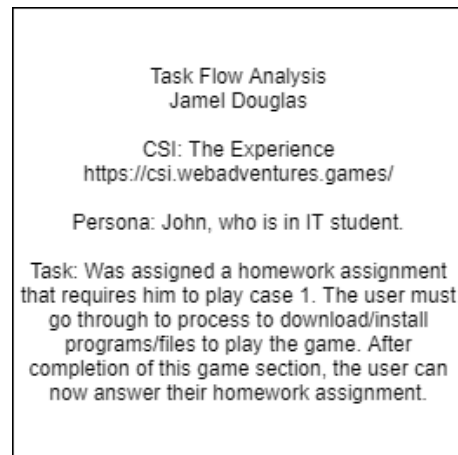 Task Flow Analysis
Jamel Douglas
CSI: The Experience
https://csi.webadventures.games/
Persona: John, who is in IT student.
Task: Was assigned a homework assignment
that requires him to play case 1. The user must
go through to process to download/install
programs/files to play the game. After
completion of this game section, the user can
now answer their homework assignment.